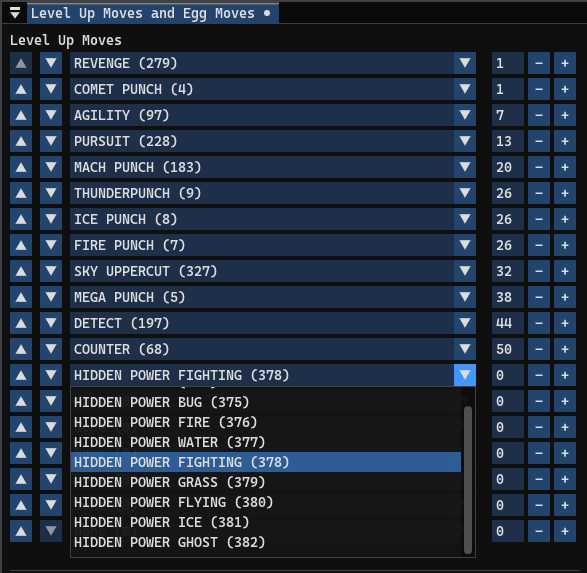 Level Up Moves and Egg Moves
Level Up Moves
REVENGE (279) 1 - +
COMET PUNCH (4) 1 - +
AGILITY (97) 7 - +
PURSUIT (228) 13 - +
MACH PUNCH (183) 20 - +
THUNDERPUNCH (9) 26 - +
ICE PUNCH (8) 26 - +
FIRE PUNCH (7) 26 - +
SKY UPPERCUT (327) 32 - +
MEGA PUNCH (5) 38 - +
DETECT (197) 44 - +
COUNTER (68) 50 - +
HIDDEN POWER FIGHTING (378) 0 - +
HIDDEN POWER BUG (375) 0 - +
HIDDEN POWER FIRE (376) 0 - +
HIDDEN POWER WATER (377) 0 - +
HIDDEN POWER FIGHTING (378)
HIDDEN POWER GRASS (379) 0 - +
HIDDEN POWER FLYING (380) 0 - +
HIDDEN POWER ICE (381) 0 - +
HIDDEN POWER GHOST (382)